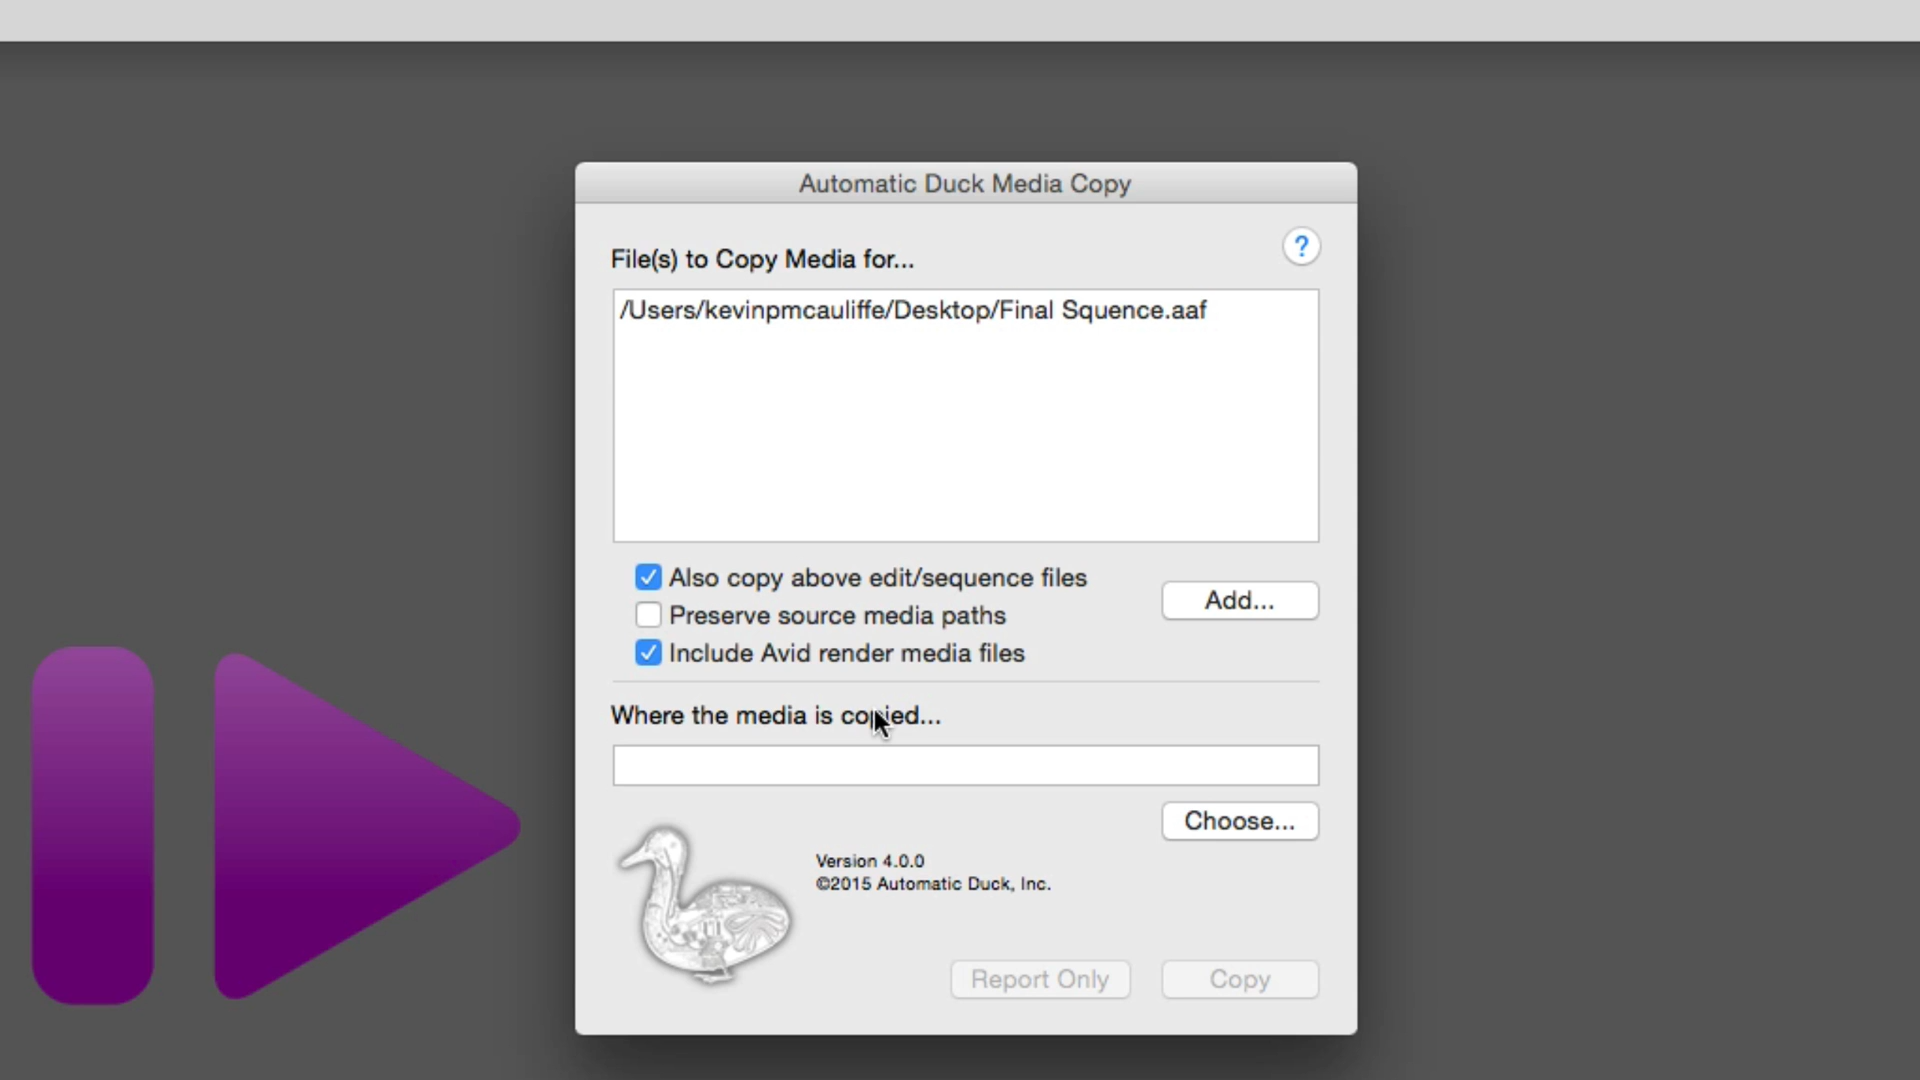 Automatic Duck Media Copy
File(s) to Copy Media for...
?
/Users/kevinpmcauliffe/Desktop/Final Squence.aaf
Also copy above edit/sequence files
Add...
Preserve source media paths
Include Avid render media files
Where the media is copied...
Choose...
Version 4.0.0
©2015 Automatic Duck, Inc.
Report Only
Copy